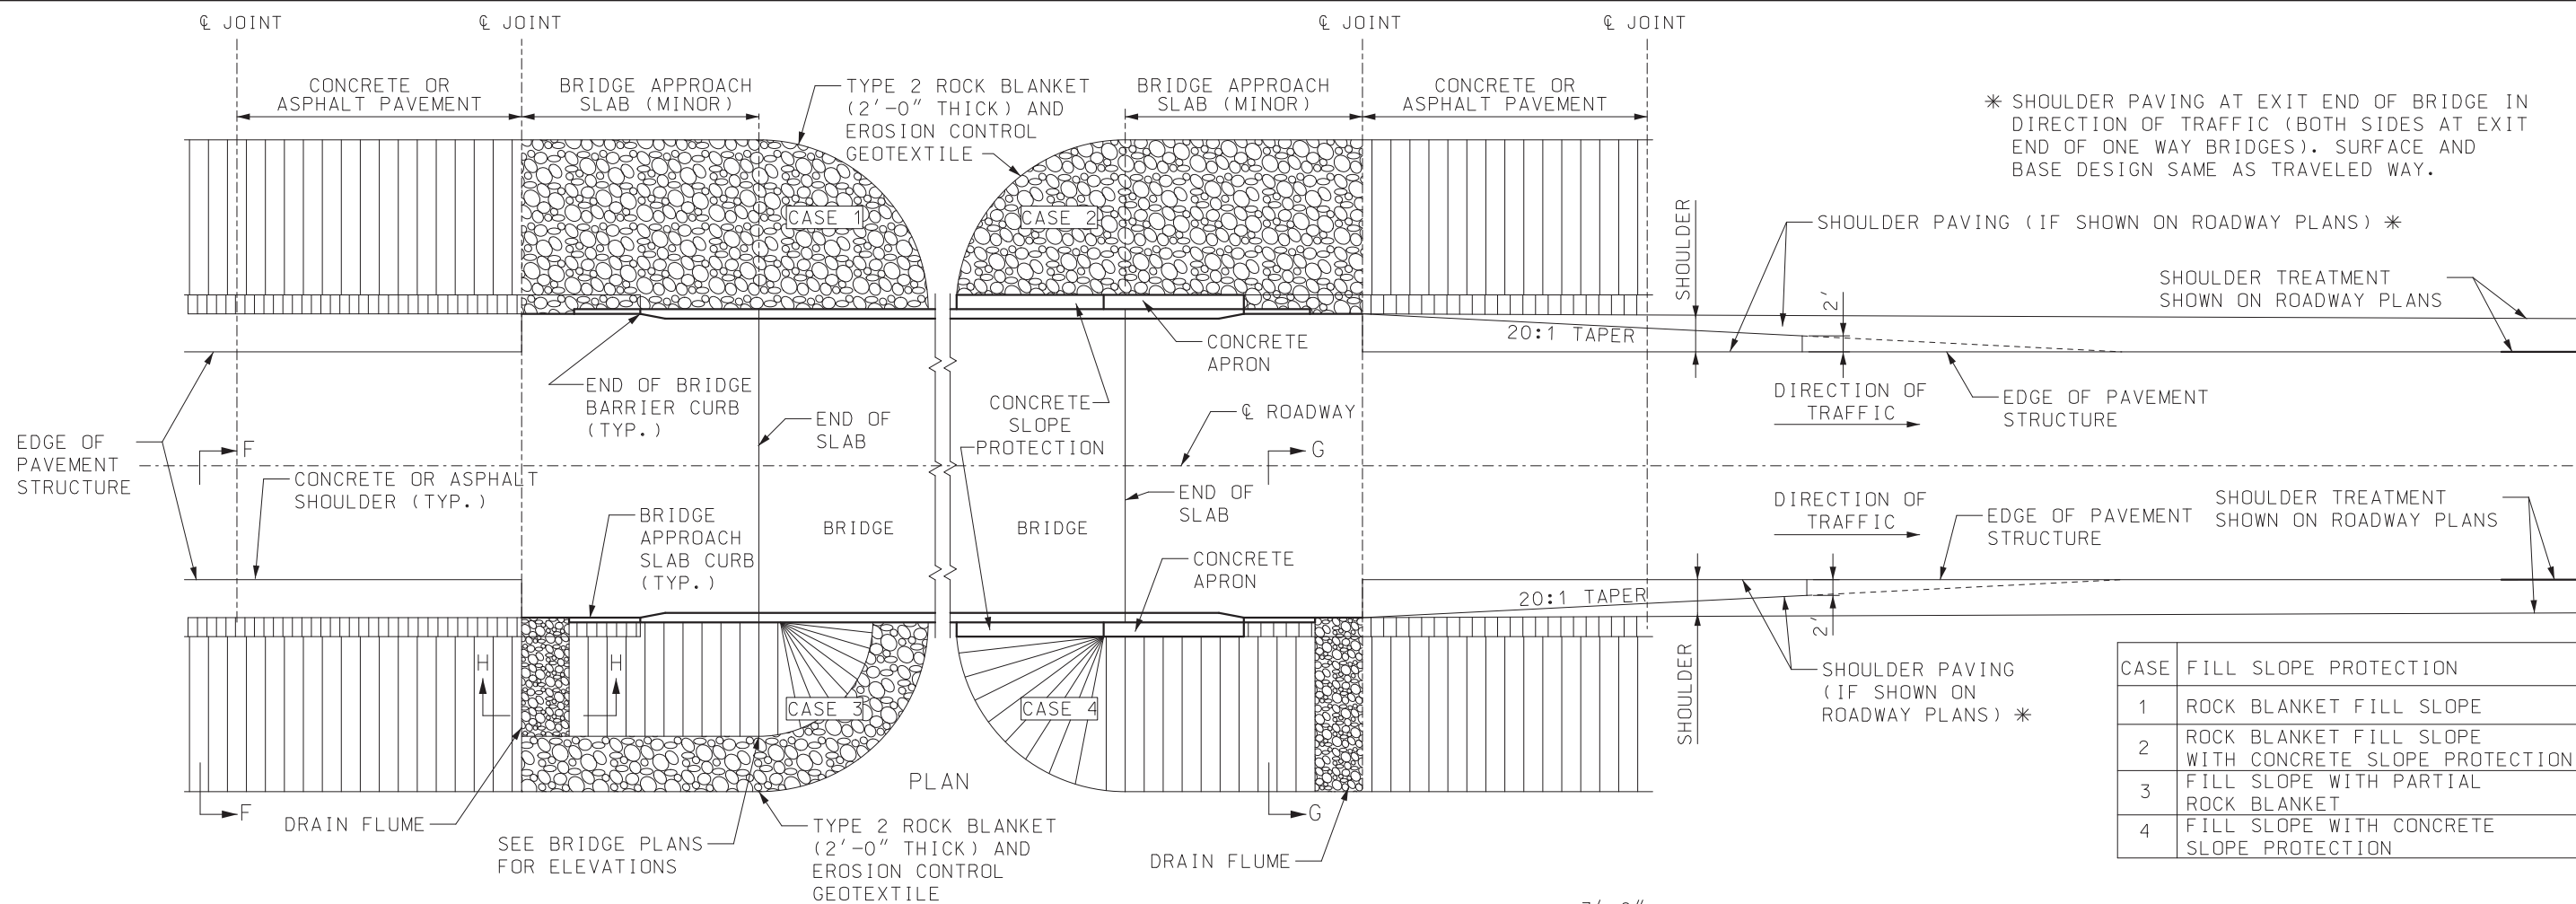 ℄ JOINT
℄ JOINT
℄ JOINT
℄ JOINT
CONCRETE OR
ASPHALT PAVEMENT
BRIDGE APPROACH
SLAB (MINOR)
TYPE 2 ROCK BLANKET
(2'-0" THICK) AND
EROSION CONTROL
GEOTEXTILE
BRIDGE APPROACH
SLAB (MINOR)
CONCRETE OR
ASPHALT PAVEMENT
* SHOULDER PAVING AT EXIT END OF BRIDGE IN
DIRECTION OF TRAFFIC (BOTH SIDES AT EXIT
END OF ONE WAY BRIDGES). SURFACE AND
BASE DESIGN SAME AS TRAVELED WAY.
CASE 1
CASE 2
SHOULDER
SHOULDER PAVING (IF SHOWN ON ROADWAY PLANS) *
SHOULDER TREATMENT
SHOWN ON ROADWAY PLANS
2'
20:1 TAPER
CONCRETE
APRON
END OF BRIDGE
BARRIER CURB
(TYP.)
END OF
SLAB
CONCRETE
SLOPE
PROTECTION
℄ ROADWAY
DIRECTION OF
TRAFFIC
EDGE OF PAVEMENT
STRUCTURE
EDGE OF
PAVEMENT
STRUCTURE
F
G
CONCRETE OR ASPHALT
SHOULDER (TYP.)
END OF
SLAB
BRIDGE
APPROACH
SLAB CURB
(TYP.)
BRIDGE
BRIDGE
CONCRETE
APRON
DIRECTION OF
TRAFFIC
EDGE OF PAVEMENT
STRUCTURE
SHOULDER TREATMENT
SHOWN ON ROADWAY PLANS
20:1 TAPER
2'
SHOULDER
H
H
CASE 3
CASE 4
SHOULDER PAVING
(IF SHOWN ON
ROADWAY PLANS) *
CASE FILL SLOPE PROTECTION
1 ROCK BLANKET FILL SLOPE
2 ROCK BLANKET FILL SLOPE
WITH CONCRETE SLOPE PROTECTION
3 FILL SLOPE WITH PARTIAL
ROCK BLANKET
4 FILL SLOPE WITH CONCRETE
SLOPE PROTECTION
PLAN
F
G
DRAIN FLUME
SEE BRIDGE PLANS
FOR ELEVATIONS
TYPE 2 ROCK BLANKET
(2'-0" THICK) AND
EROSION CONTROL
GEOTEXTILE
DRAIN FLUME